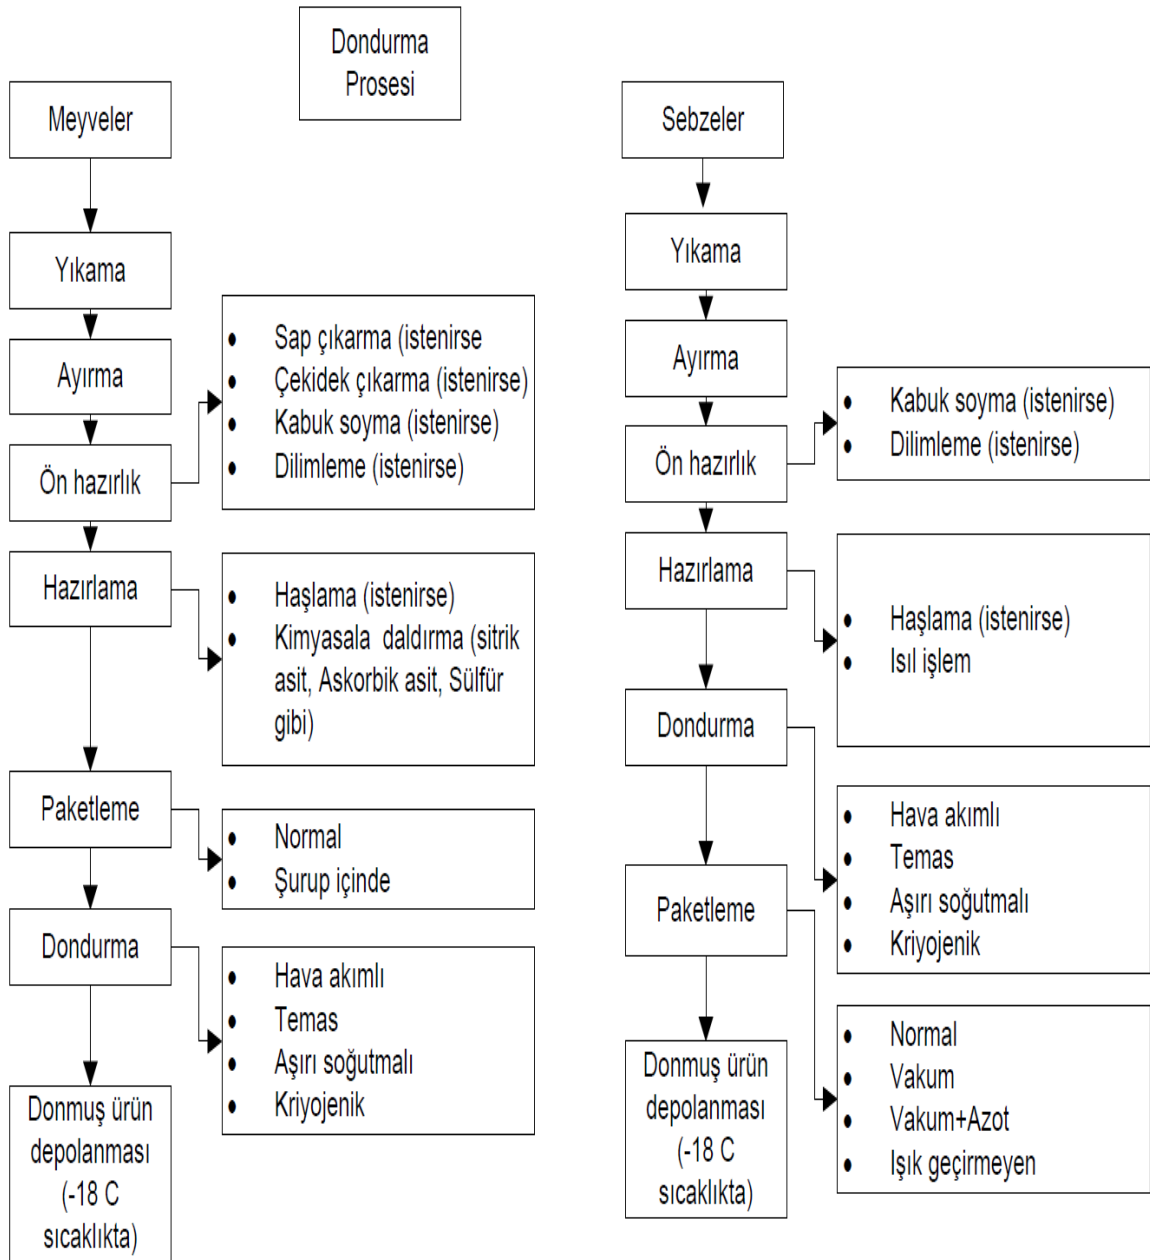 Dondurma
Prosesi
Meyveler
Yıkama
Ayırma
Ön hazırlık
• Sap çıkarma (istenirse
• Çekidek çıkarma (istenirse)
• Kabuk soyma (istenirse)
• Dilimleme (istenirse)
Hazırlama
• Haşlama (istenirse)
• Kimyasala daldırma (sitrik
asit, Askorbik asit, Sülfür
gibi)
Paketleme
• Normal
• Şurup içinde
Dondurma
• Hava akımlı
• Temas
• Aşırı soğutmalı
• Kriyojenik
Donmuş ürün
depolanması
(-18 C
sıcaklıkta)
Sebzeler
Yıkama
Ayırma
Ön hazırlık
• Kabuk soyma (istenirse)
• Dilimleme (istenirse)
Hazırlama
• Haşlama (istenirse)
• Isıl işlem
Dondurma
• Hava akımlı
• Temas
• Aşırı soğutmalı
• Kriyojenik
Paketleme
• Normal
• Vakum
• Vakum+Azot
• Işık geçirmeyen
Donmuş ürün
depolanması
(-18 C
sıcaklıkta)